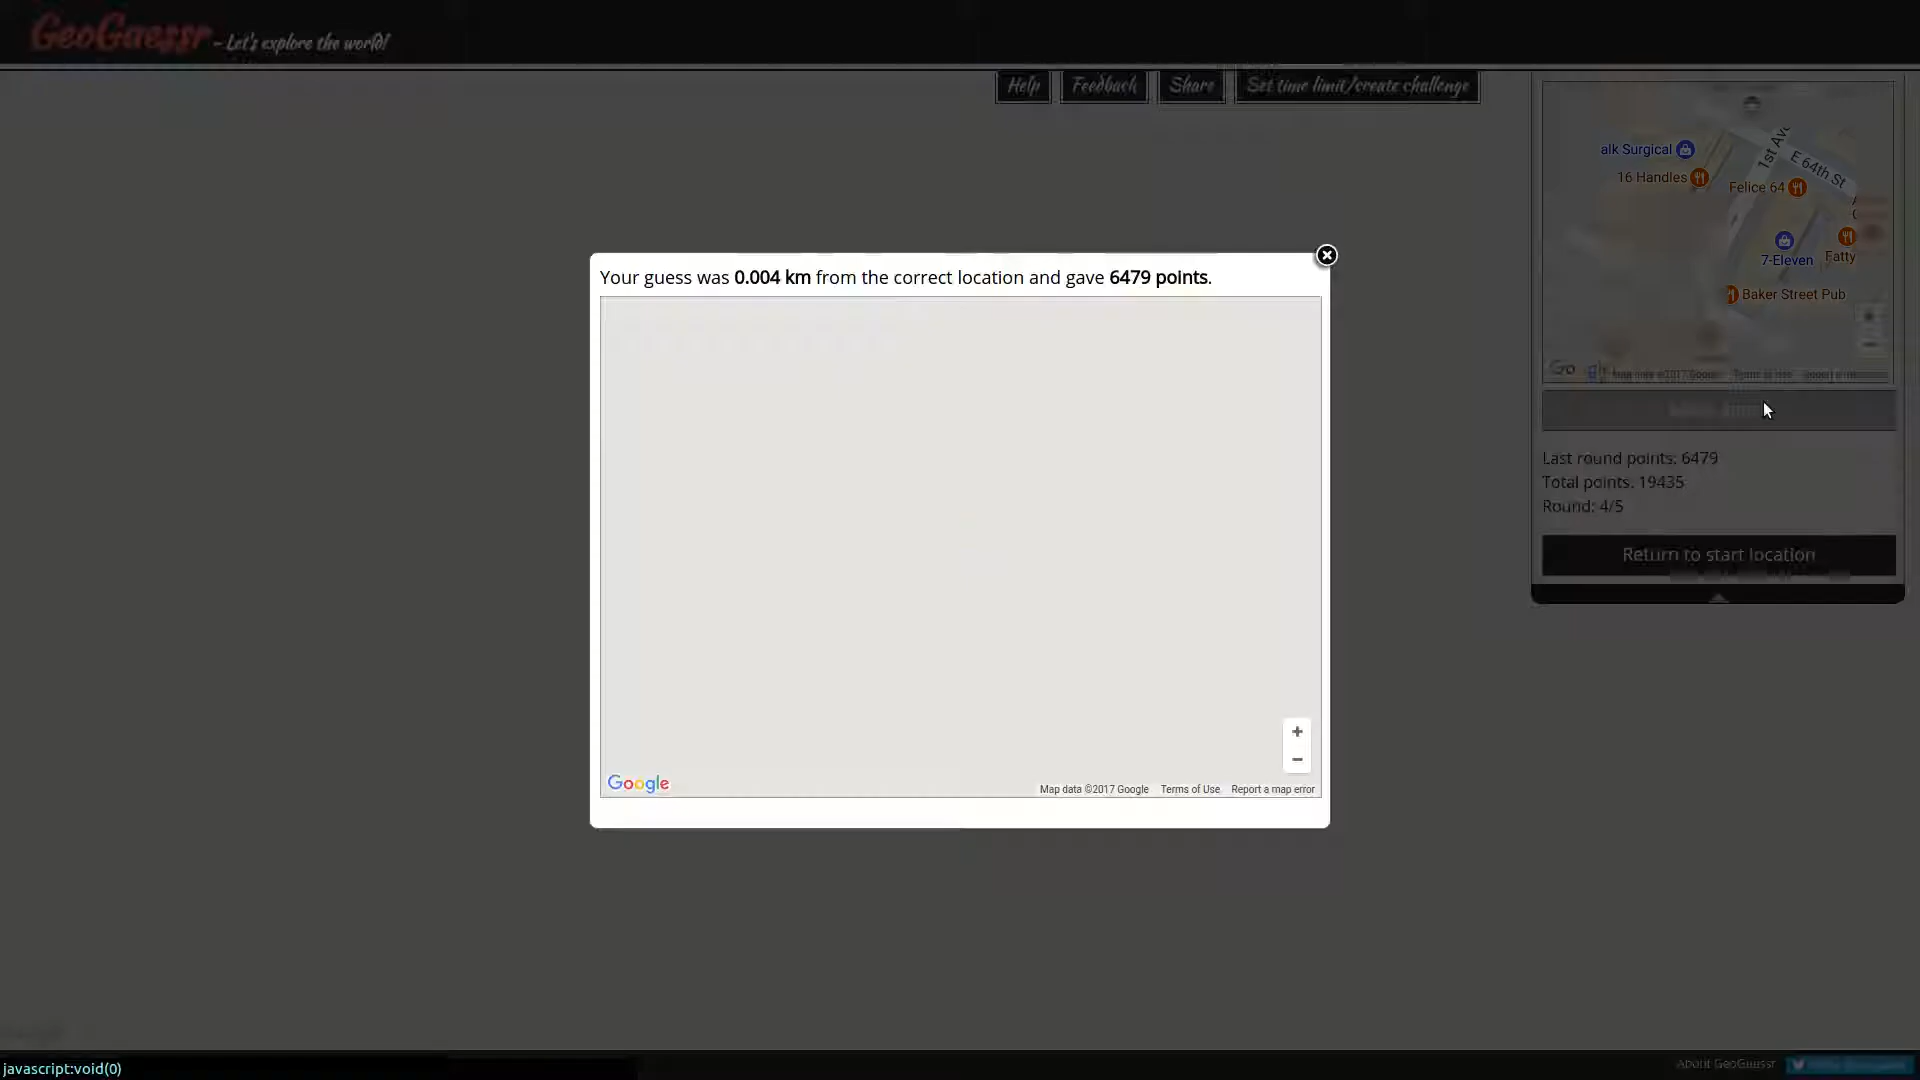 GeoGuessr - Let's explore the world!
Help Feedback Share Set time limit/create challenge
1st Ave
E 64th St
alk Surgical
16 Handles
Felice 64
7-Eleven
Fatty
Baker Street Pub
Your guess was 0.004 km from the correct location and gave 6479 points.
Last round points: 6479
Total points: 19435
Round: 4/5
Return to start location
+
−
Google
Map data ©2017 Google Terms of Use Report a map error
About GeoGuessr
javascript:void(0)